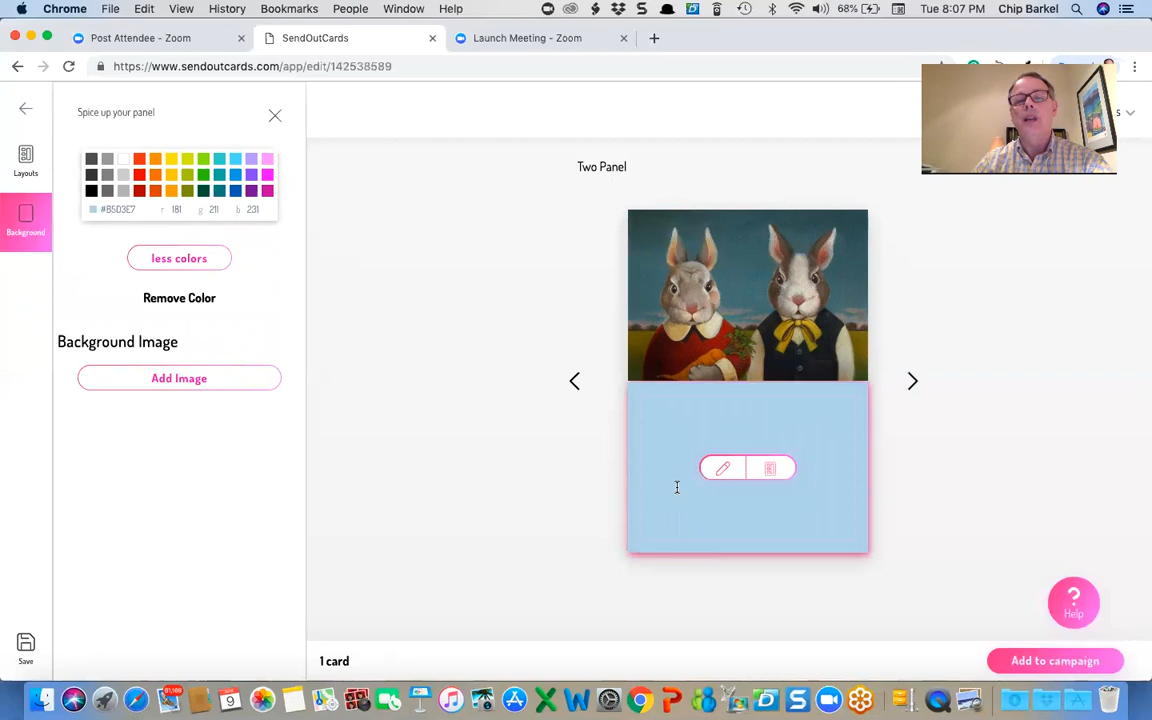 Chrome File Edit View History Bookmarks People Window Help 68% Tue 8:07 PM Chip Barkel
Post Attendee - Zoom
SendOutCards
Launch Meeting - Zoom
https://www.sendoutcards.com/app/edit/142538589
Spice up your panel
s
Layouts
Background
#B5D3E7 r 181 g 211 b 231
less colors
Remove Color
Background Image
Add Image
Two Panel
?
Help
Save
1 card
Add to campaign
9